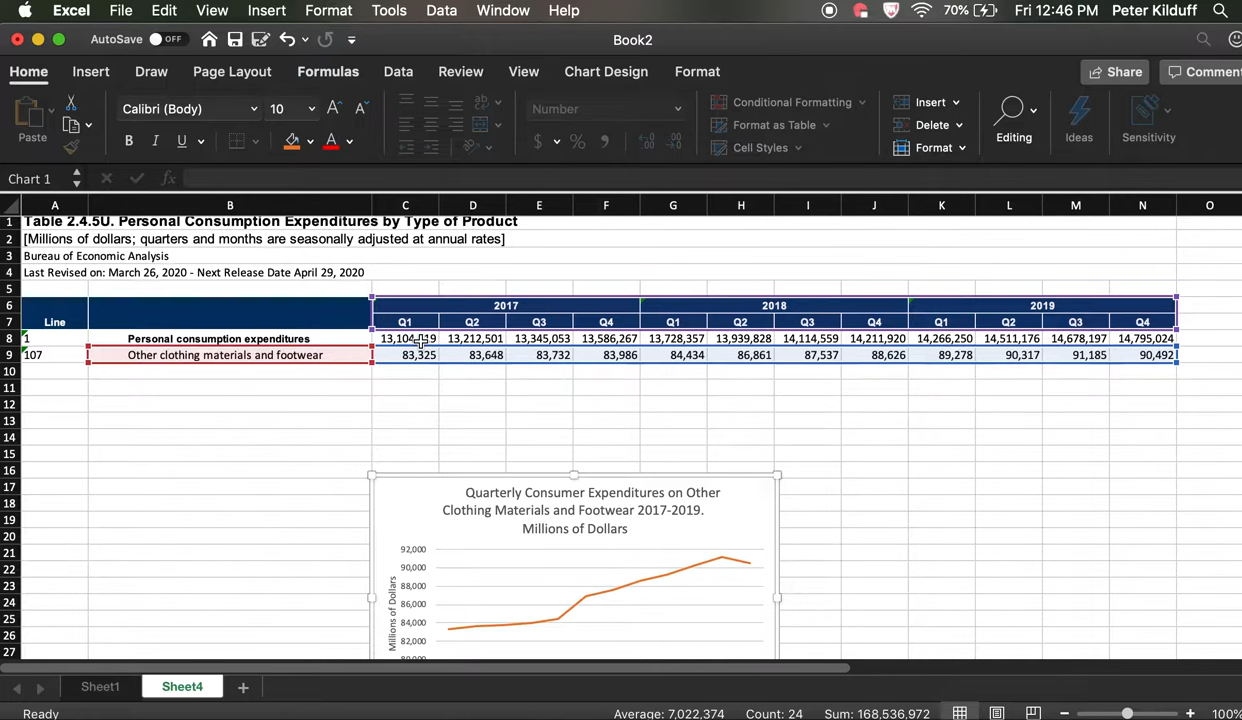 Excel File Edit View Insert Format Tools Data Window Help 70% Fri 12:46 PM Peter Kilduff
AutoSave OFF Book2
Home Insert Draw Page Layout Formulas Data Review View Chart Design Format Share Comment
Paste Calibri (Body) 10 A A ab Number Conditional Formatting Insert
Format as Table Delete
B I U A $ % Cell Styles Format Editing Ideas Sensitivity
Chart 1 fx
A B C D E F G H I J K L M N O
1 Table 2.4.5U. Personal Consumption Expenditures by Type of Product
2 [Millions of dollars; quarters and months are seasonally adjusted at annual rates]
3 Bureau of Economic Analysis
4 Last Revised on: March 26, 2020 - Next Release Date April 29, 2020
5
6 2017 2018 2019
7 Line Q1 Q2 Q3 Q4 Q1 Q2 Q3 Q4 Q1 Q2 Q3 Q4
8 1 Personal consumption expenditures 13,212,501 13,345,053 13,586,267 13,728,357 13,939,828 14,114,559 14,211,920 14,266,250 14,511,176 14,678,197 14,795,024
9 107 Other clothing materials and footwear 83,325 83,648 83,732 83,986 84,434 86,861 87,537 88,626 89,278 90,317 91,185 90,492
10
11
12
13
14
15
16
17 Quarterly Consumer Expenditures on Other
18 Clothing Materials and Footwear 2017-2019.
19 Millions of Dollars
20
21 92,000
22 90,000
23 88,000
24 86,000
25 84,000
26 82,000
27
Millions of Dollars
Sheet1 Sheet4 +
Ready Average: 7,022,374 Count: 24 Sum: 168,536,972 100%